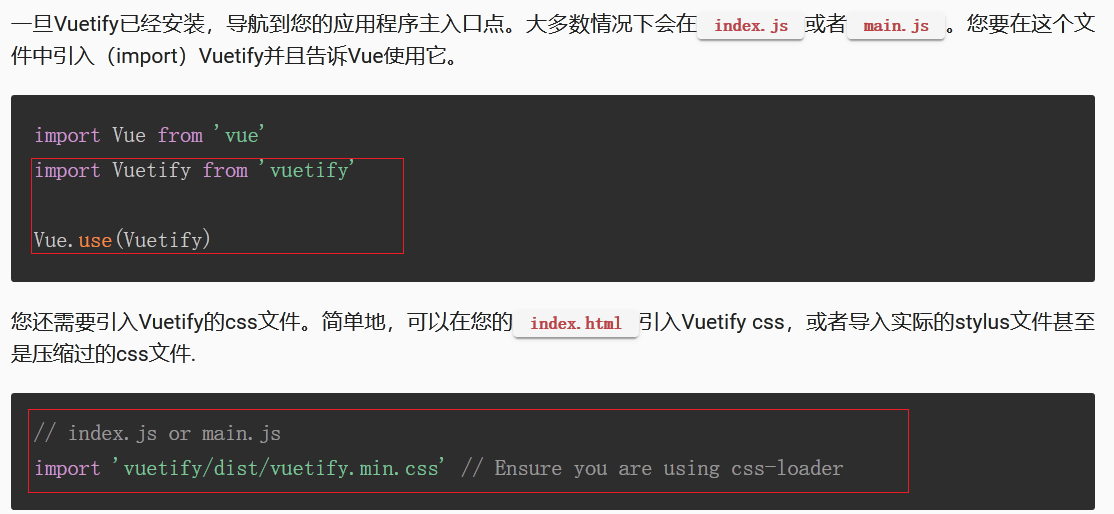 一旦Vuetify已经安装，导航到您的应用程序主入口点。大多数情况下会在 index.js 或者 main.js 。您要在这个文
件中引入（import）Vuetify并且告诉Vue使用它。
import Vue from 'vue'
import Vuetify from 'vuetify'
Vue.use(Vuetify)
您还需要引入Vuetify的css文件。简单地，可以在您的 index.html 引入Vuetify css，或者导入实际的stylus文件甚至
是压缩过的css文件.
// index.js or main.js
import 'vuetify/dist/vuetify.min.css' // Ensure you are using css-loader